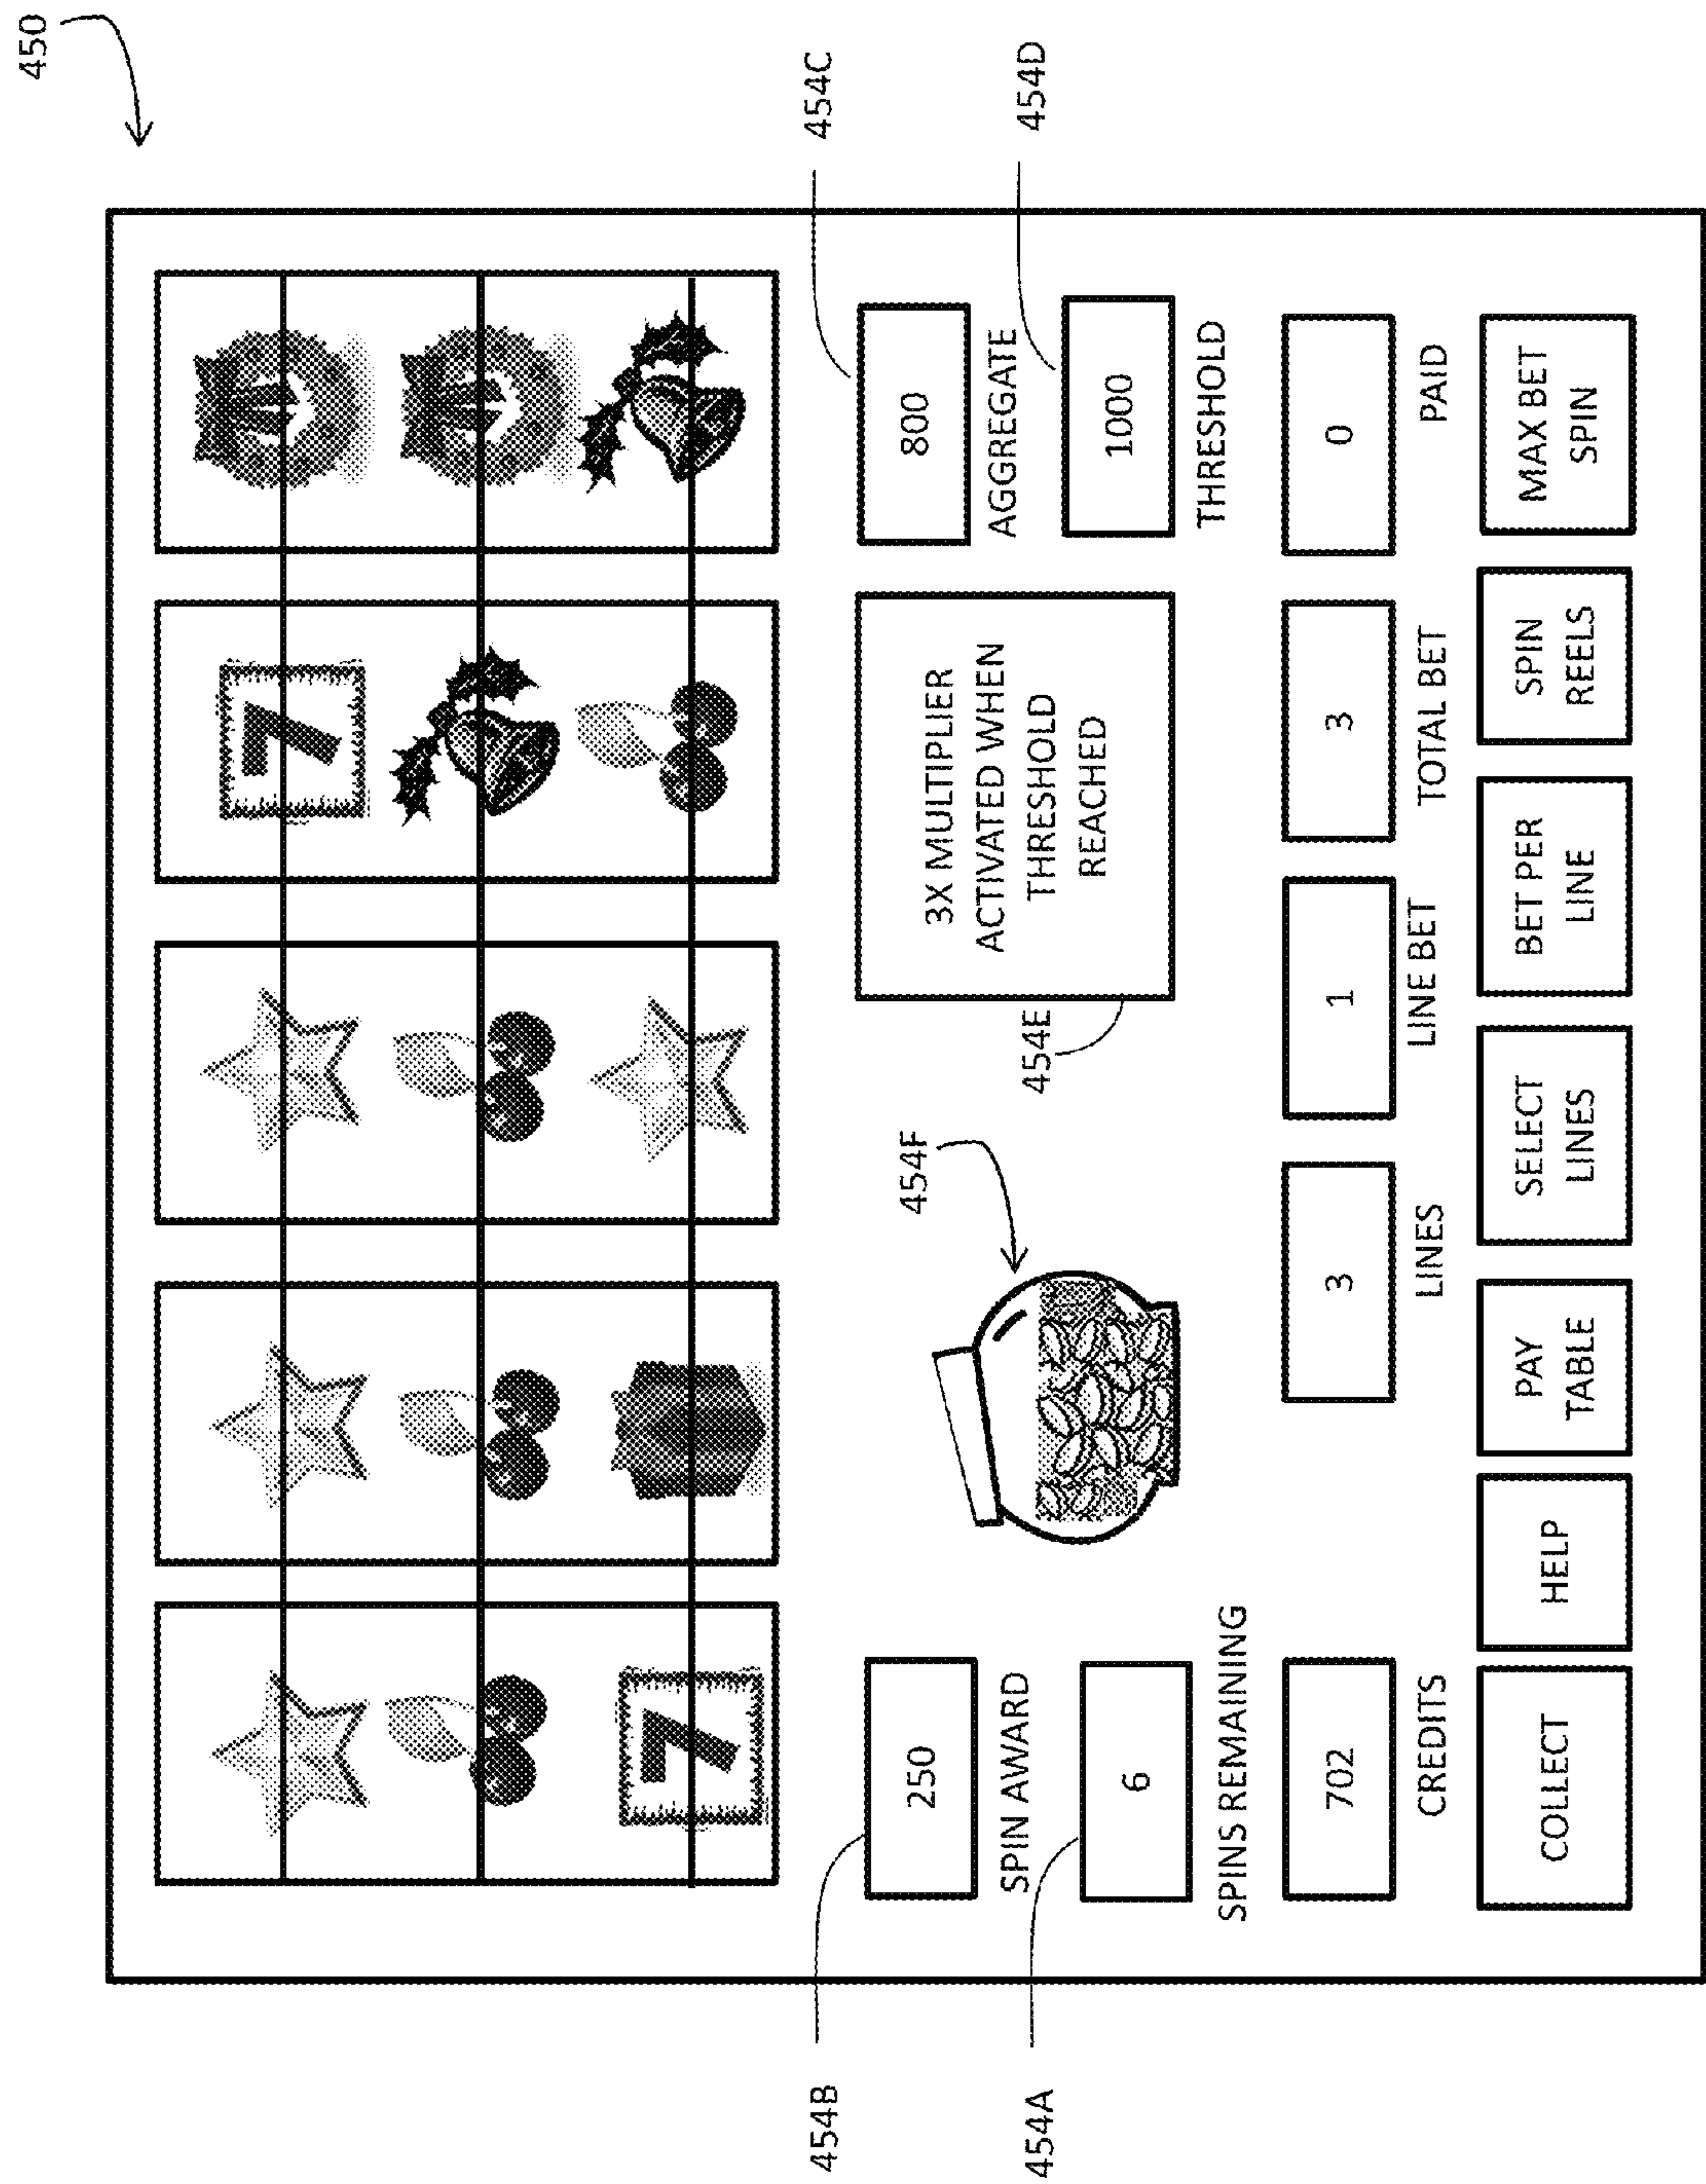 450
7
7
454B
250
SPIN AWARD
454A
6
SPINS REMAINING
454F
454E
3X MULTIPLIER
ACTIVATED WHEN
THRESHOLD
REACHED
454C
800
AGGREGATE
454D
1000
THRESHOLD
702
CREDITS
3
LINES
1
LINE BET
3
TOTAL BET
0
PAID
COLLECT
HELP
PAY
TABLE
SELECT
LINES
BET PER
LINE
SPIN
REELS
MAX BET
SPIN